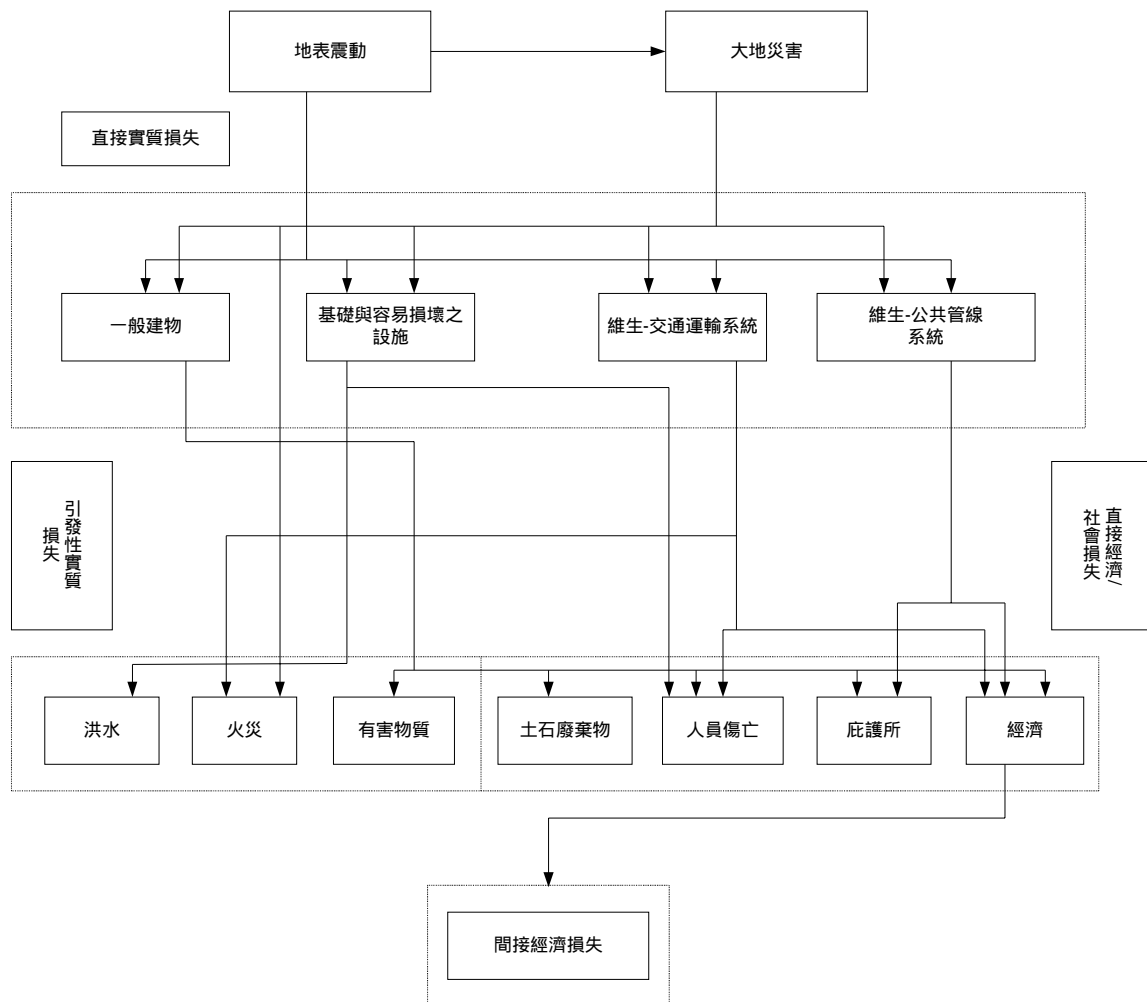 地表震動
大地災害
直接實質損失
一般建物
基礎與容易損壞之
設施
維生-交通運輸系統
維生-公共管線
系統
引發性實質
損失
直接經濟/
社會損失
洪水
火災
有害物質
土石廢棄物
人員傷亡
庇護所
經濟
間接經濟損失